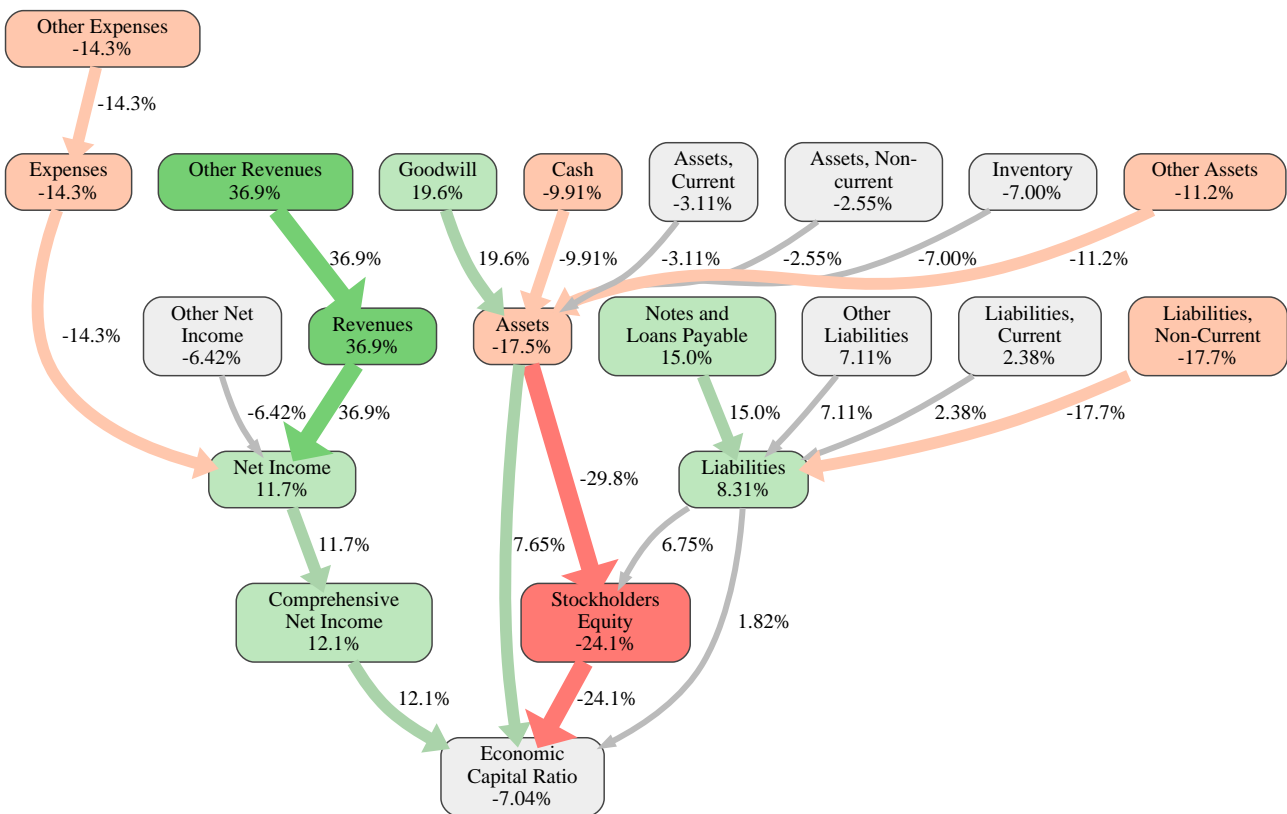 Other Expenses
-14.3%
-14.3%
Expenses
-14.3%
Other Revenues
36.9%
Goodwill
19.6%
Cash
-9.91%
Assets,
Current
-3.11%
Assets, Non-
current
-2.55%
Inventory
-7.00%
Other Assets
-11.2%
36.9%
19.6%
-9.91%
-3.11%
-2.55%
-7.00%
-11.2%
-14.3%
Other Net
Income
-6.42%
Revenues
36.9%
Assets
-17.5%
Notes and
Loans Payable
15.0%
Other
Liabilities
7.11%
Liabilities,
Current
2.38%
Liabilities,
Non-Current
-17.7%
-6.42%
36.9%
15.0%
7.11%
2.38%
-17.7%
Net Income
11.7%
-29.8%
Liabilities
8.31%
11.7%
7.65%
6.75%
Comprehensive
Net Income
12.1%
Stockholders
Equity
-24.1%
1.82%
12.1%
-24.1%
Economic
Capital Ratio
-7.04%